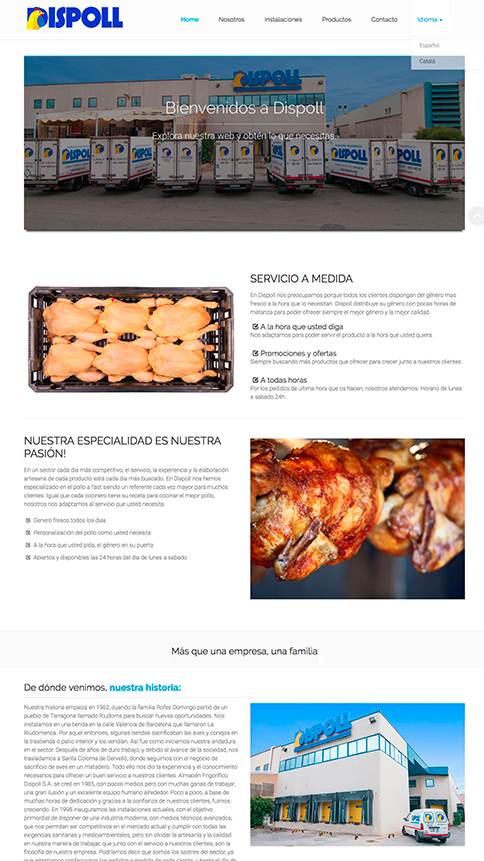 DISPOLL
Home Nosotros Instalaciones Productos Contacto Idioma
Español
Català
DISPOLL
Bienvenidos a Dispoll
Explora nuestra web y obtén lo que necesitas.
DISPOLL DISPOLL DISPOLL
SERVICIO A MEDIDA
En Dispoll nos preocupamos porque todos los clientes dispongan del género mas
fresco a la hora que lo necesitan. Dispoll distribuye su género con pocas horas de
matanza para poder ofrecer siempre el mejor género y la mejor calidad.
A la hora que usted diga
Nos adaptamos para poder servir el producto a la hora que usted quiera.
Promociones y ofertas
Siempre buscando más productos que ofrecer para crecer junto a nuestros clientes.
A todas horas
Por los pedidos de ultima hora que os hacen, nosotros atendemos: Horario de lunes
a sabado 24h.
NUESTRA ESPECIALIDAD ES NUESTRA
PASIÓN!
En un sector cada dia más competitivo; el servicio, la experiencia y la elaboración
artesana de cada producto está cada dia más buscado. En Dispoll nos hemos
especializado en el pollo a l'ast siendo un referente cada vez mayor para muchos
clientes. Igual que cada cocinero tiene su receta para cocinar el mejor pollo,
nosotros nos adaptamos al servicio que usted necesita.
Genero fresco todos los dias
Personalización del pollo como usted necesita
A la hora que usted pida, el género en su puerta
Abiertos y disponibles las 24 horas del dia de lunes a sabado
Más que una empresa, una familia
De dónde venimos, nuestra historia:
Nuestra historia empieza en 1962, cuando la familia Rofes Domingo partió de un
pueblo de Tarragona llamado Riudoms para buscar nuevas oportunidades. Nos
instalamos en una tienda en la calle Valencia de Barcelona que llamaron La
Riudomenca. Por aquel entonces, algunas tiendas sacrificaban las aves y conejos en
la trastienda o patio interior y los vendían. Así fue como iniciamos nuestra andadura
en el sector. Después de años de duro trabajo, y debido al avance de la sociedad, nos
trasladamos a Santa Coloma de Cervelló, donde seguimos con el negocio de
sacrificio de aves en un matadero. Todo ello nos dio la experiencia y el conocimiento
necesarios para ofrecer un buen servicio a nuestros clientes. Almacén Frigorífico
Dispoll S.A. se creó en 1985, con pocos medios pero con muchas ganas de trabajar,
una gran ilusión y un excelente equipo humano alrededor. Poco a poco, a base de
muchas horas de dedicación y gracias a la confianza de nuestros clientes, fuimos
creciendo. En 1998 inauguramos las instalaciones actuales, con el objetivo
primordial de disponer de una industria moderna, con medios técnicos avanzados,
que nos permitan ser competitivos en el mercado actual y cumplir con todas las
exigencias sanitarias y medioambientales, pero sin olvidar la artesanía y la calidad
en nuestra manera de trabajar, que junto con el servicio a nuestros clientes, son la
filosofía de nuestra empresa. Podríamos decir que somos los sastres del sector, ya
DISPOLL